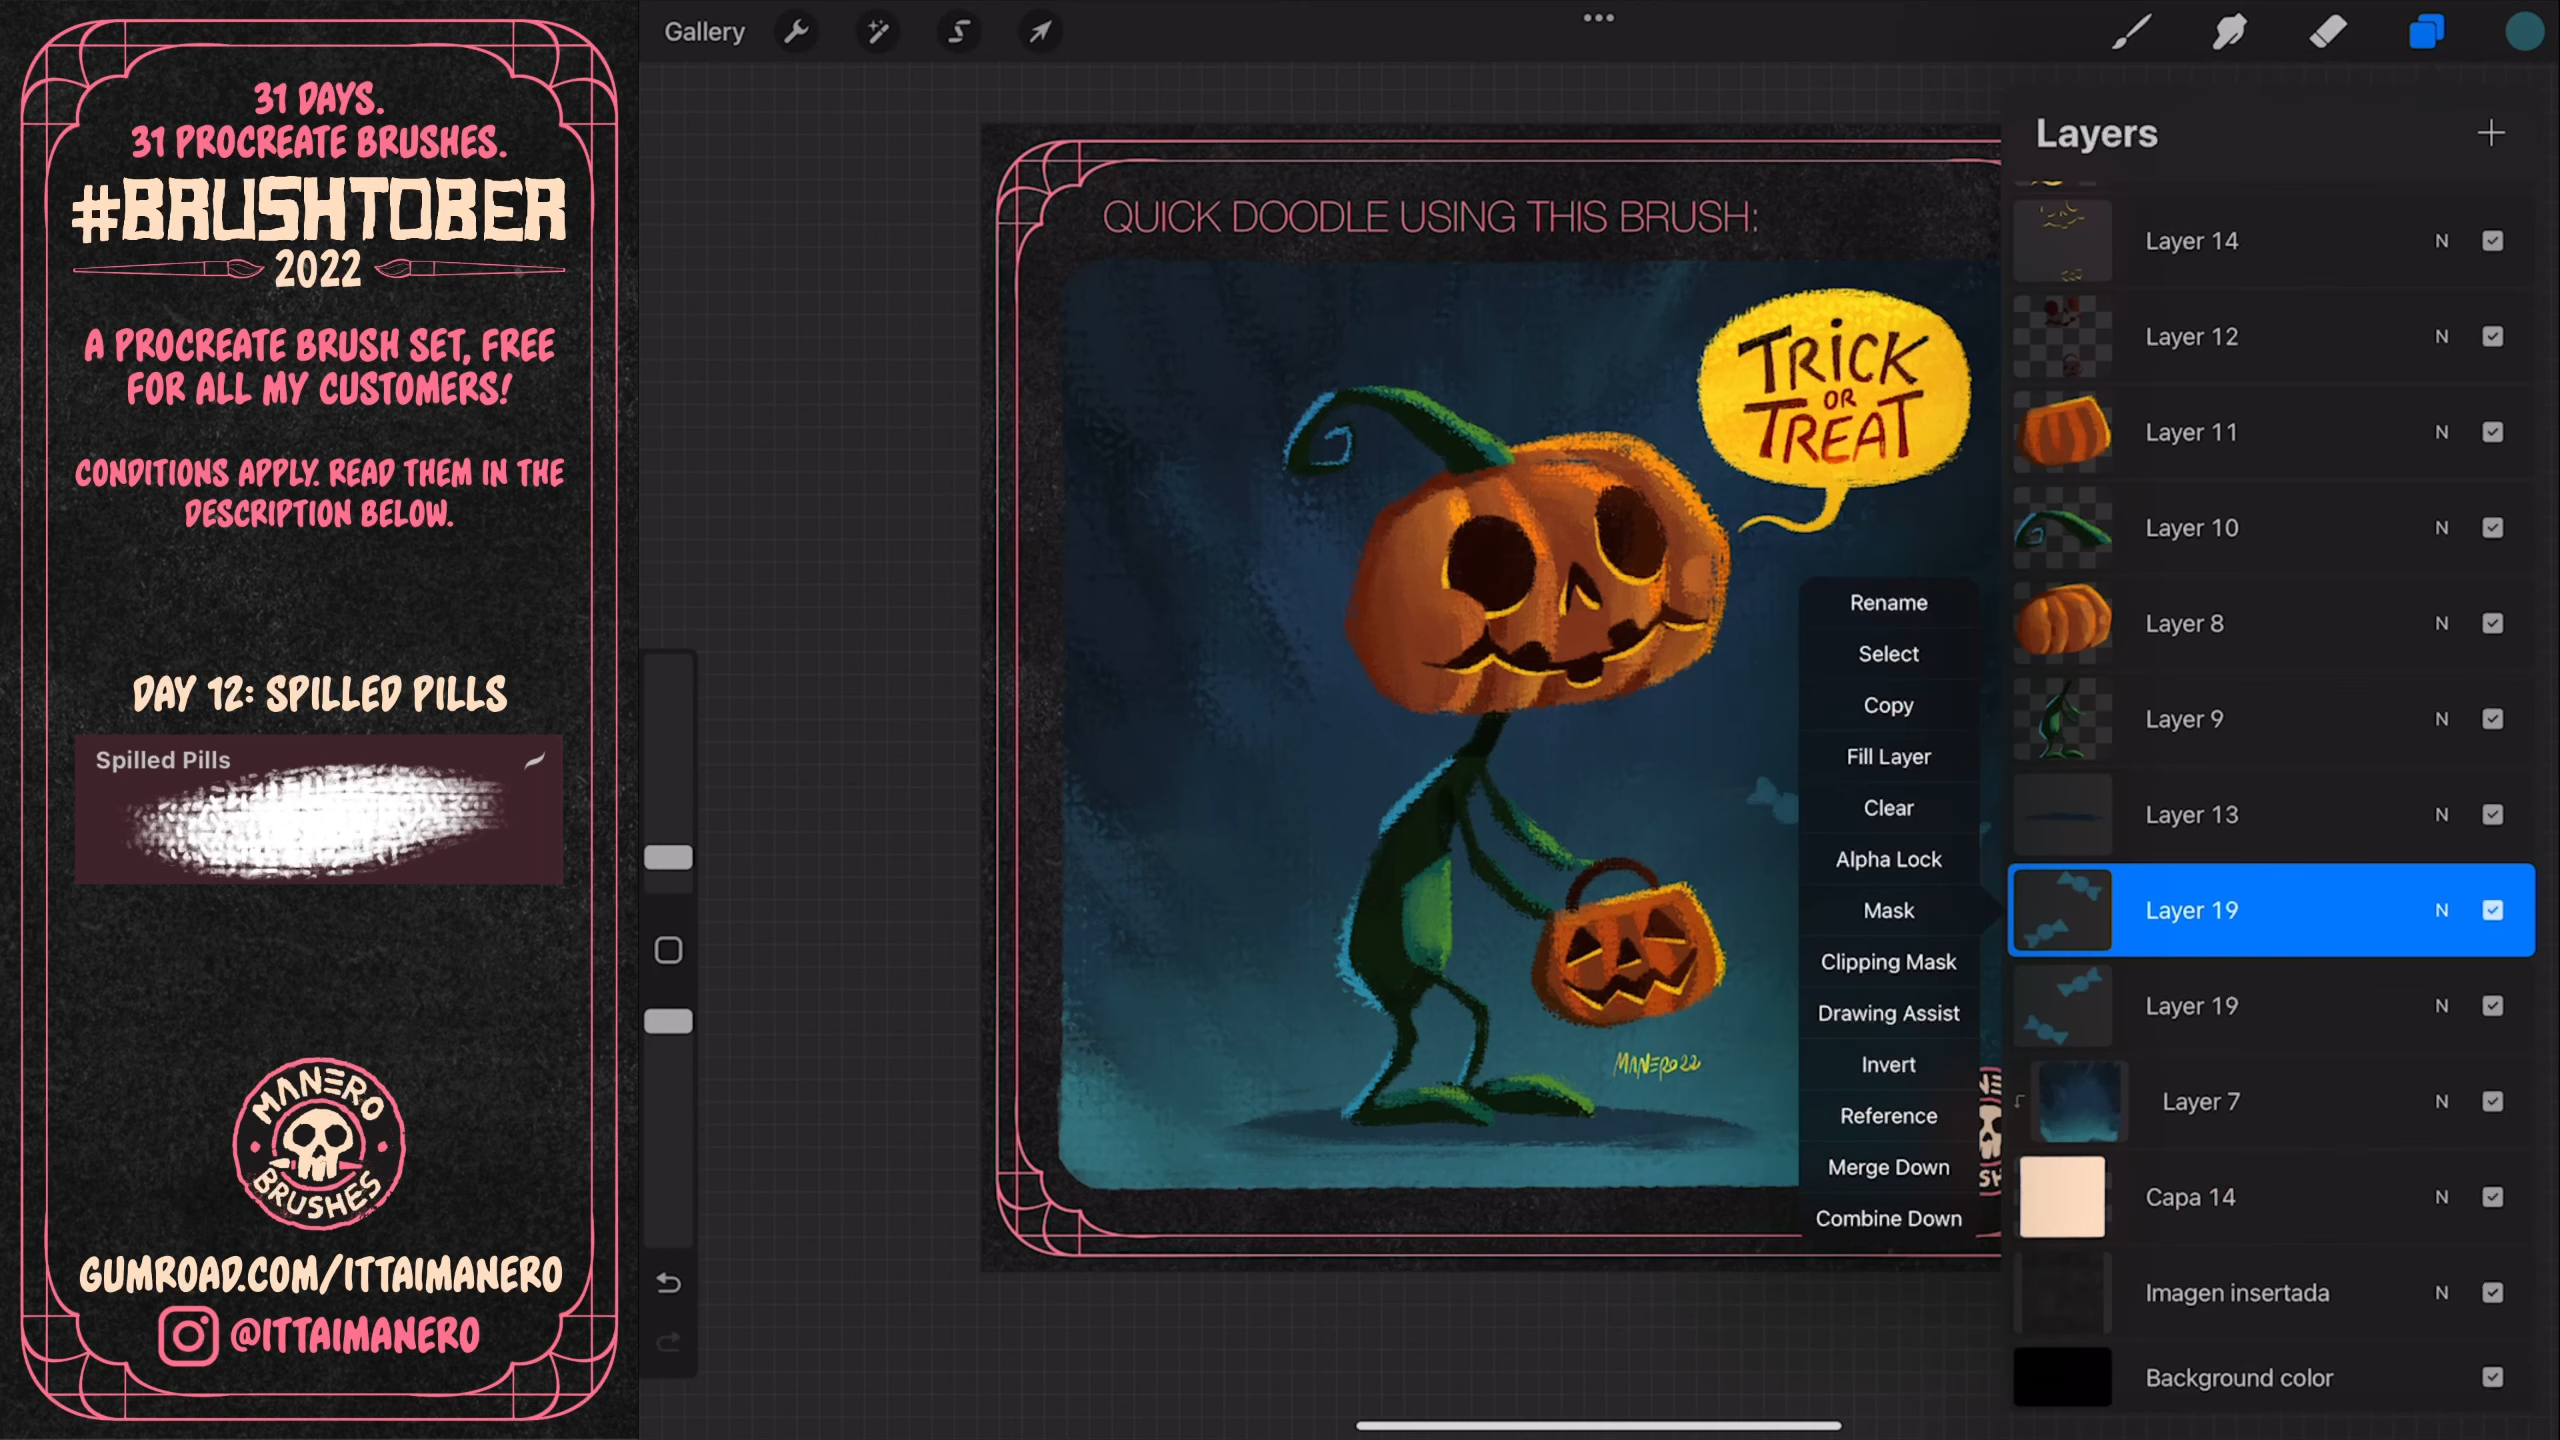 31 DAYS.
31 PROCREATE BRUSHES.
#BRUSHTOBER
2022
A PROCREATE BRUSH SET, FREE
FOR ALL MY CUSTOMERS!
CONDITIONS APPLY. READ THEM IN THE
DESCRIPTION BELOW.
DAY 12: SPILLED PILLS
Spilled Pills
MANERO
BRUSHES
GUMROAD.COM/ITTAIMANERO
@ITTAIMANERO
Gallery
QUICK DOODLE USING THIS BRUSH:
TRICK
OR
TREAT
MANERO22
Rename
Select
Copy
Fill Layer
Clear
Alpha Lock
Mask
Clipping Mask
Drawing Assist
Invert
Reference
Merge Down
Combine Down
Layers
Layer 14 N
Layer 12 N
Layer 11 N
Layer 10 N
Layer 8 N
Layer 9 N
Layer 13 N
Layer 19 N
Layer 19 N
Layer 7 N
Capa 14 N
Imagen insertada N
Background color